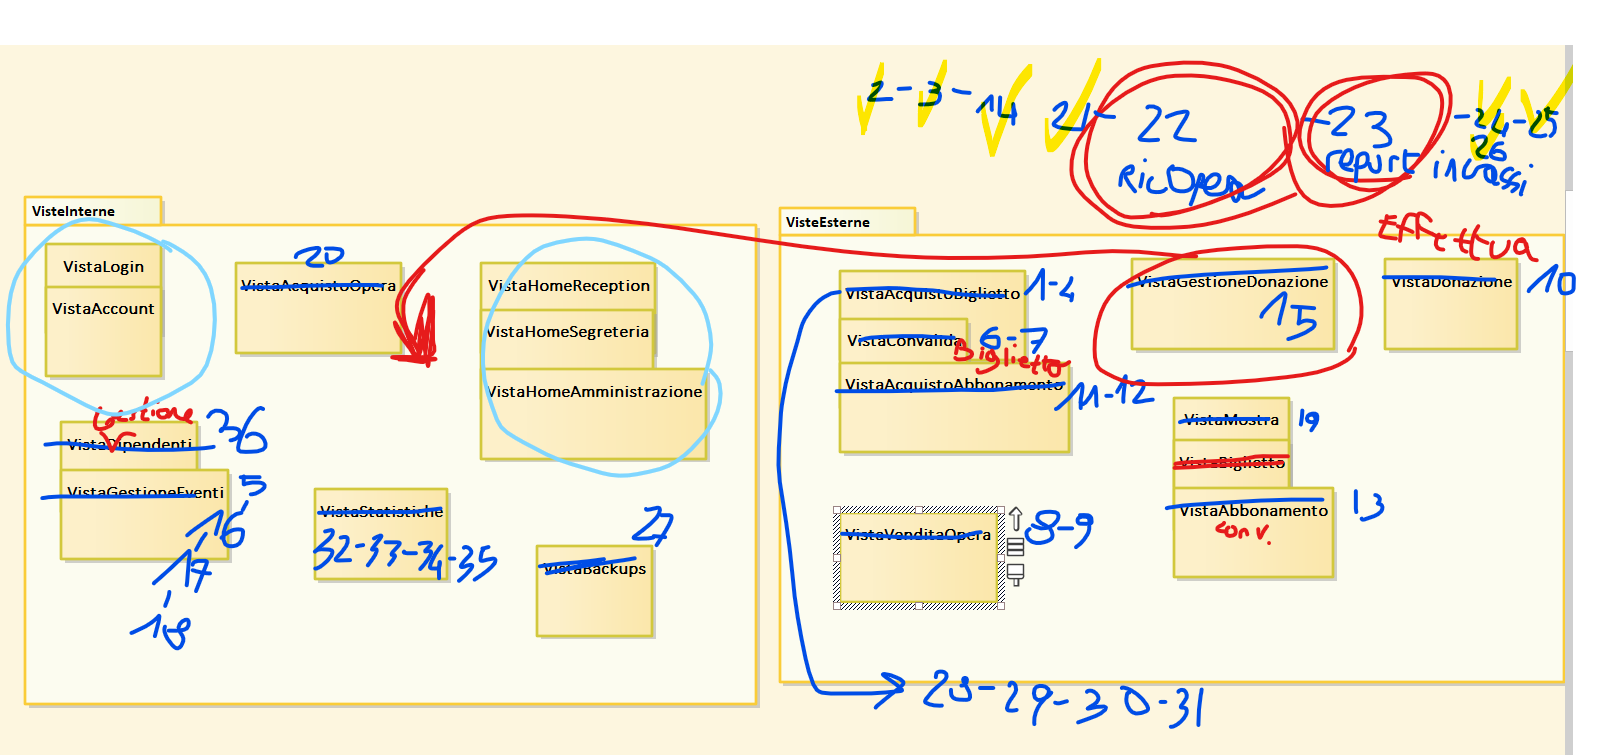 2 - 3 - 14 21 - 22 - 23 - 24 - 25
26
RicOpera
report incassi
VisteInterne
VistaLogin
VistaAccount
20
VistaAcquistoOpera
VistaHomeReception
VistaHomeSegreteria
VistaHomeAmministrazione
Gestione
VistaDipendenti
36
VistaGestioneEventi
5
16
17
18
VistaStatistiche
32-33-34-35
27
VistaBackups
VisteEsterne
Effettua
VistaAcquistoBiglietto
1-4
VistaConvalida
6-7
Biglietto
VistaAcquistoAbbonamento
11-12
VistaGestioneDonazione
15
VistaDonazione
10
VistaMostra
19
VistaBiglietto
VistaAbbonamento
13
conv.
VistaVenditaOpera
8-9
28-29-30-31